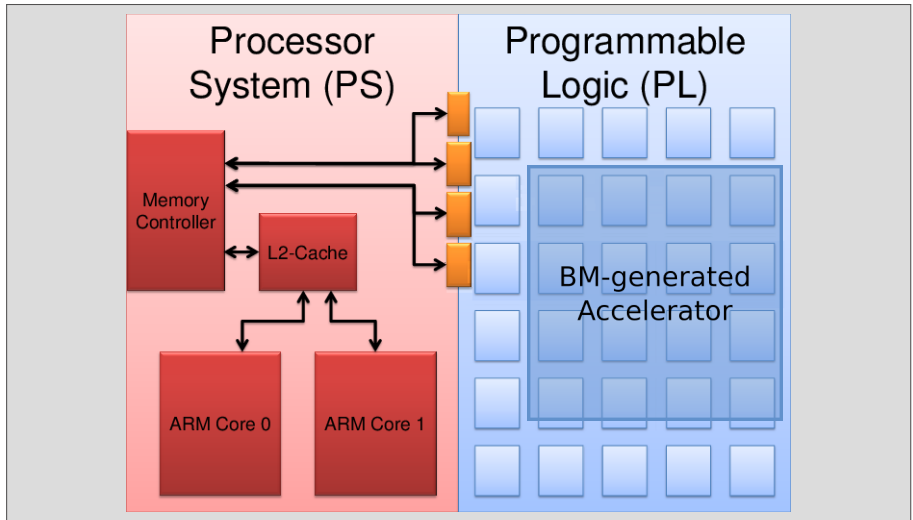 Processor
System (PS)
Programmable
Logic (PL)
Memory
Controller
L2-Cache
BM-generated
Accelerator
ARM Core 0
ARM Core 1